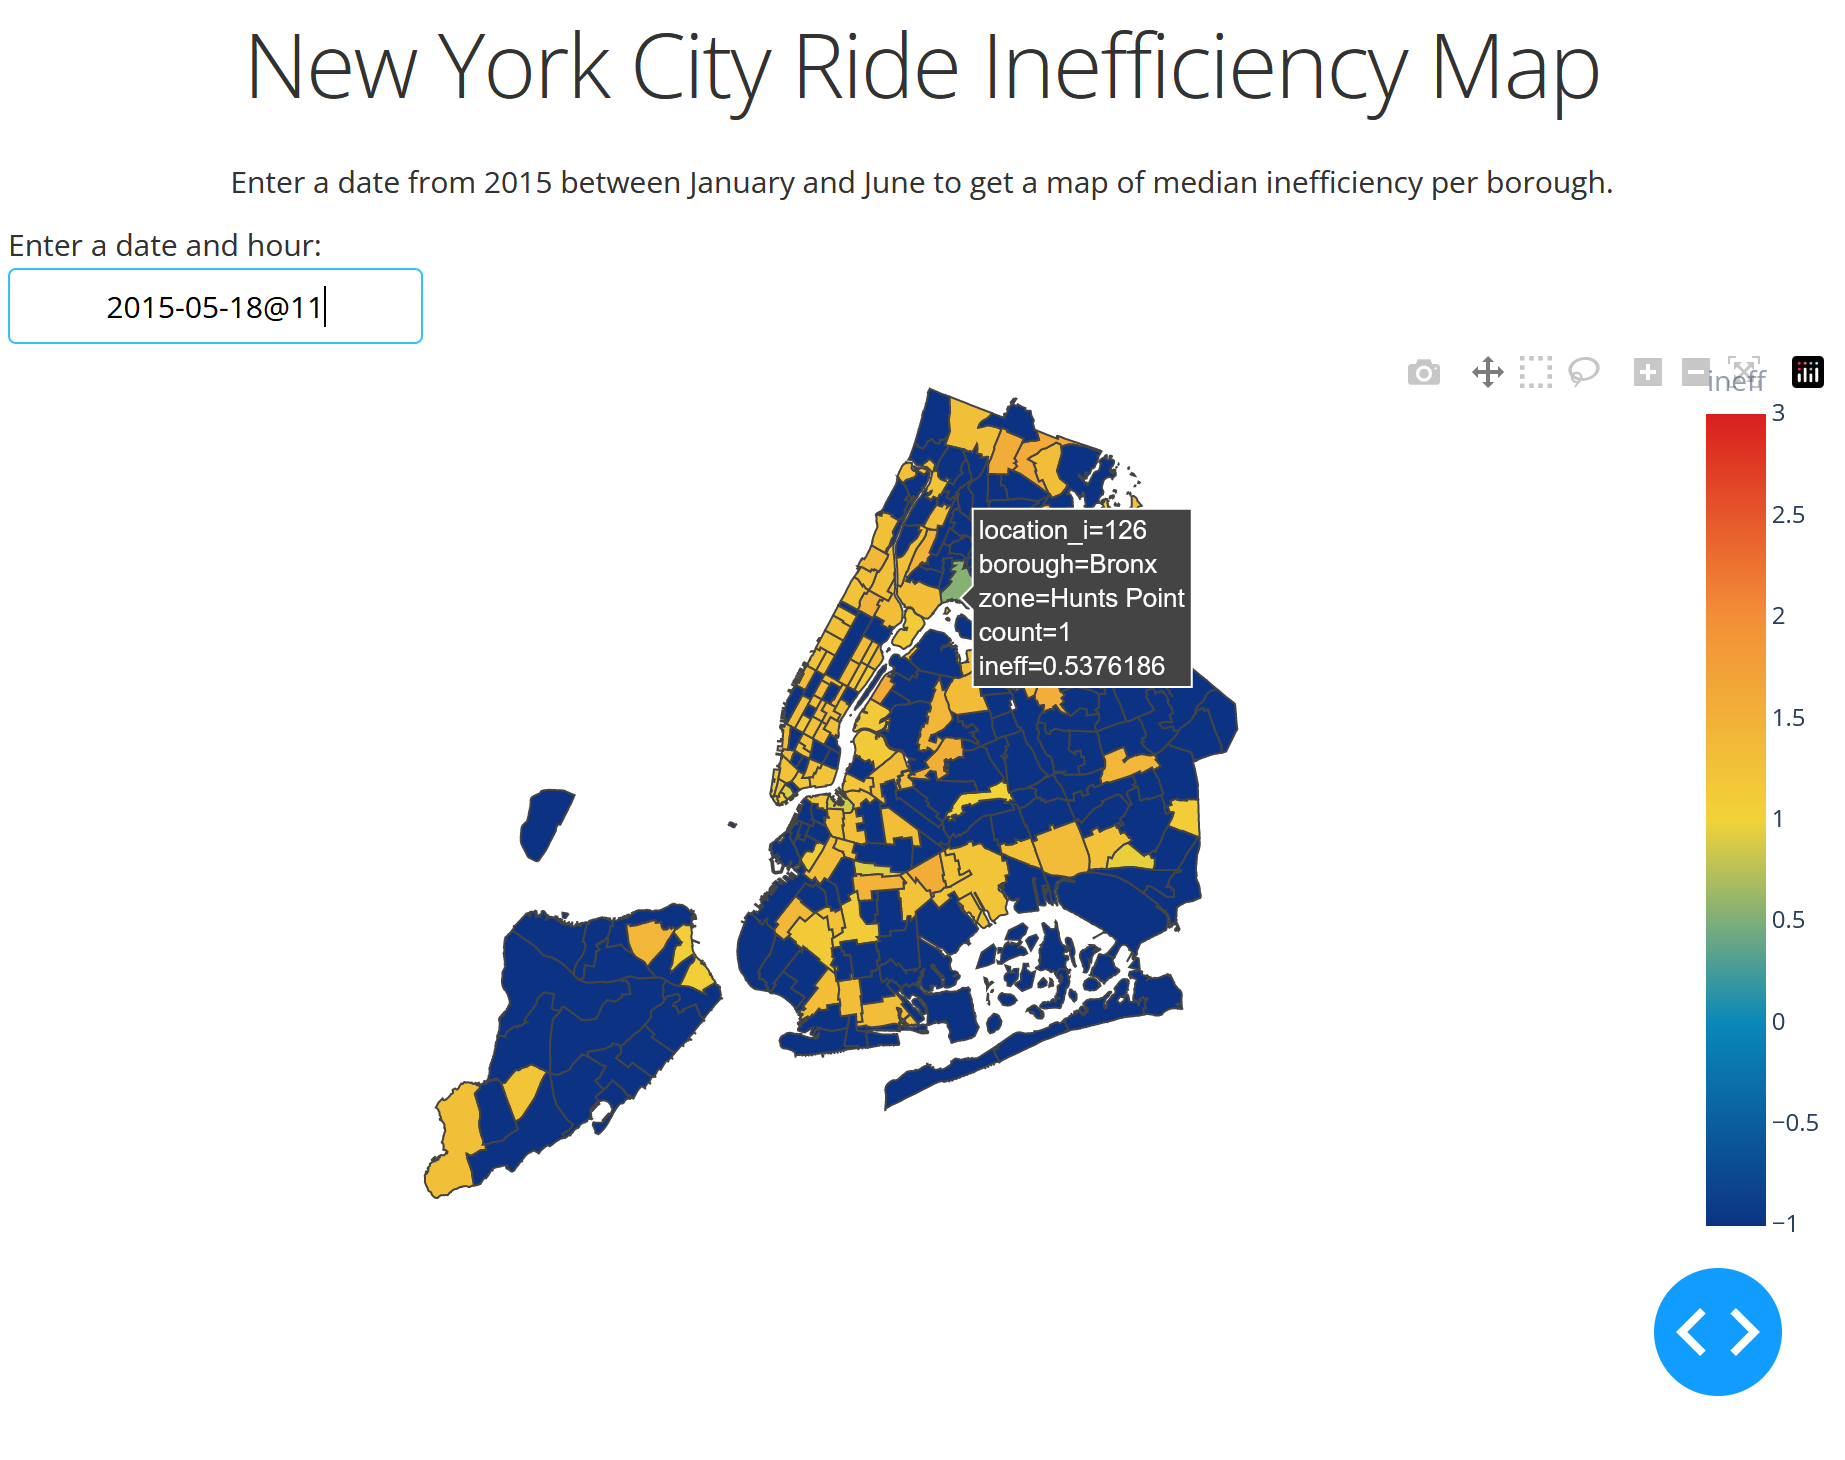 New York City Ride Inefficiency Map
Enter a date from 2015 between January and June to get a map of median inefficiency per borough.
Enter a date and hour:
2015-05-18@11
ineff
3
2.5
2
1.5
1
0.5
0
−0.5
−1
location_i=126
borough=Bronx
zone=Hunts Point
count=1
ineff=0.5376186